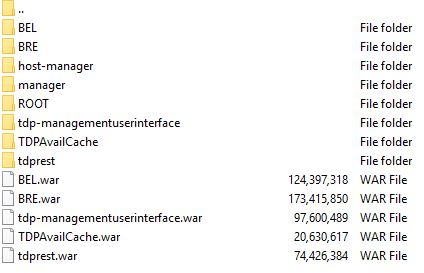 ..
BEL File folder
BRE File folder
host-manager File folder
manager File folder
ROOT File folder
tdp-managementuserinterface File folder
TDPAvailCache File folder
tdprest File folder
BEL.war 124,397,318 WAR File
BRE.war 173,415,850 WAR File
tdp-managementuserinterface.war 97,600,489 WAR File
TDPAvailCache.war 20,630,617 WAR File
tdprest.war 74,426,384 WAR File